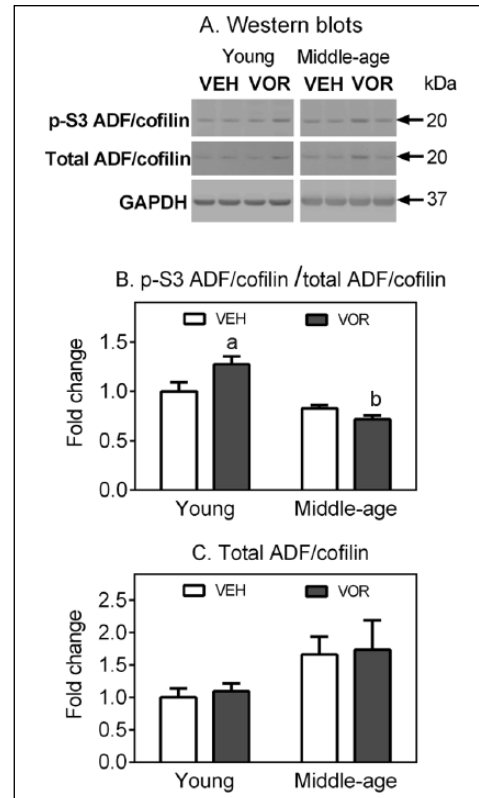 A. Western blots
Young Middle-age
VEH VOR VEH VOR kDa
p-S3 ADF/cofilin 20
Total ADF/cofilin 20
GAPDH 37
B. p-S3 ADF/cofilin /total ADF/cofilin
VEH VOR
Fold change
1.5
1.0
0.5
0.0
a
b
Young Middle-age
C. Total ADF/cofilin
VEH VOR
Fold change
2.5
2.0
1.5
1.0
0.5
0.0
Young Middle-age